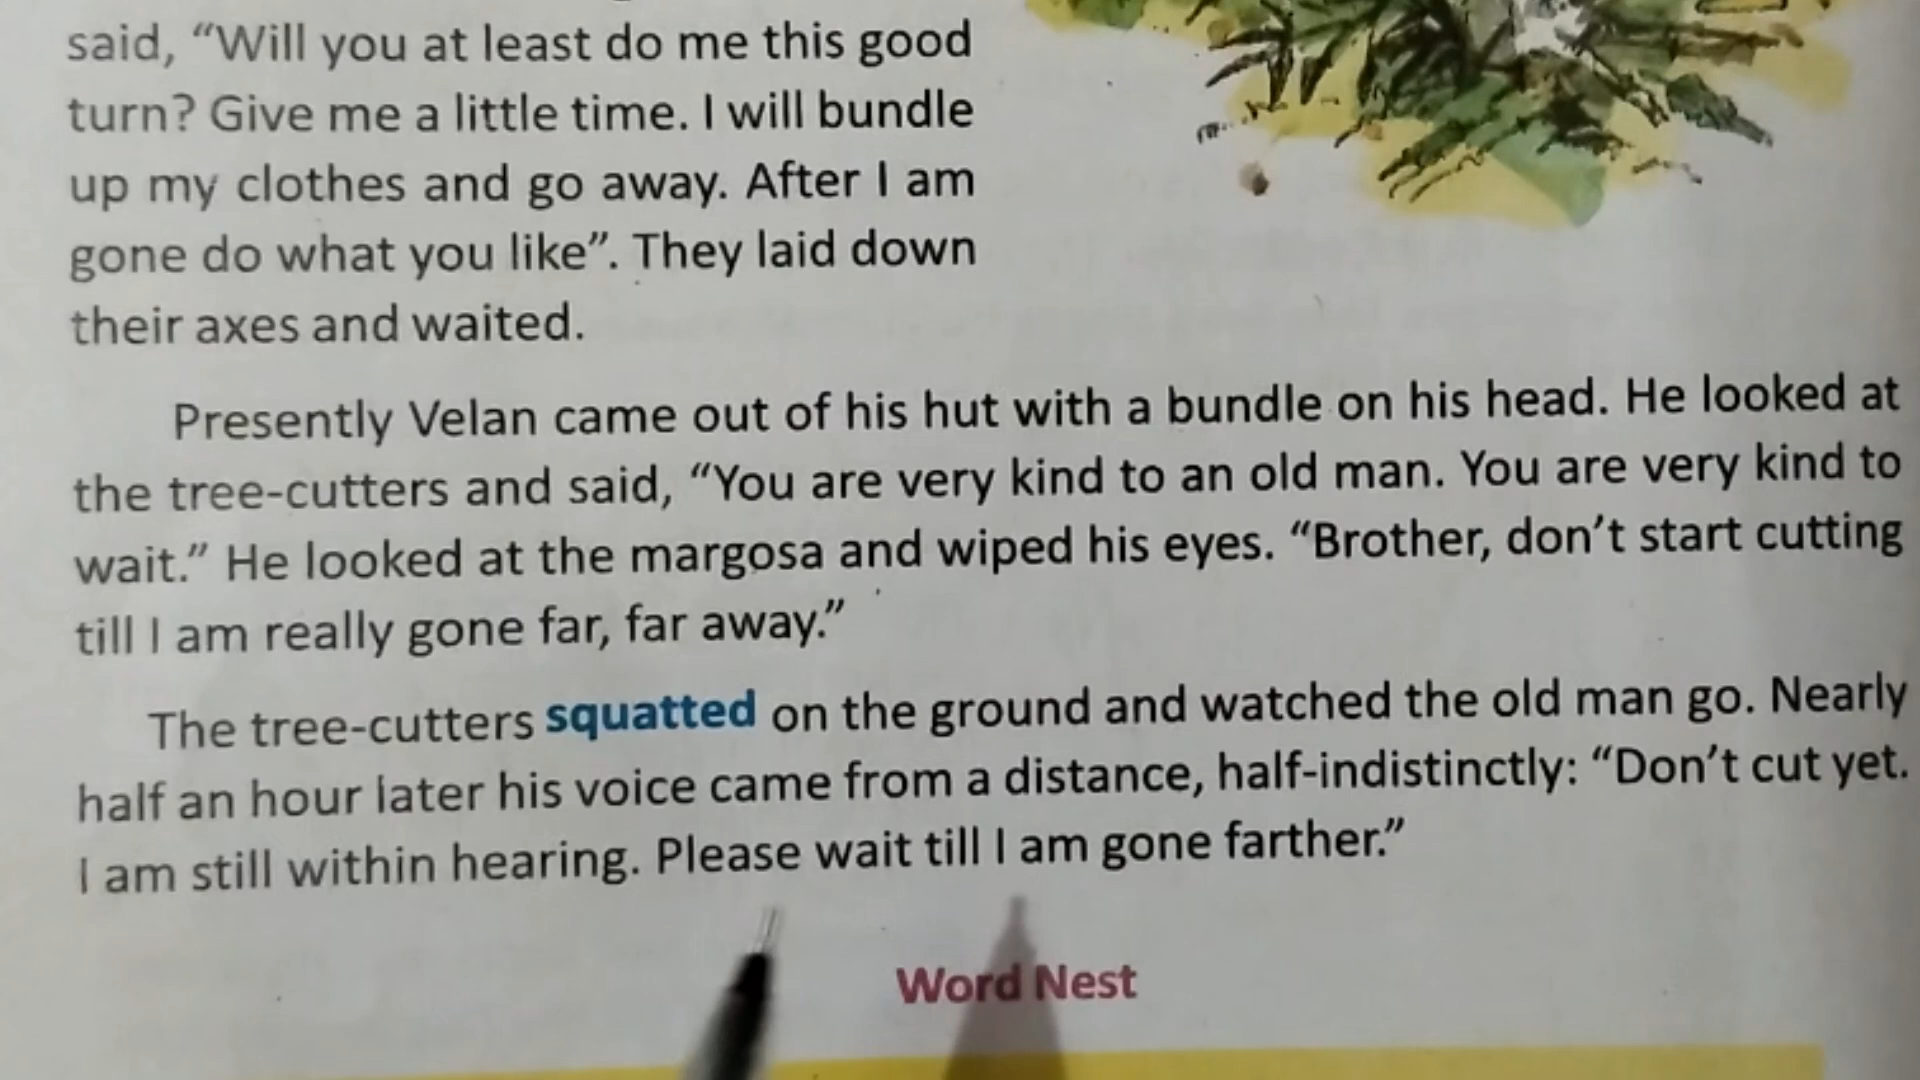 said, “Will you at least do me this good
turn? Give me a little time. I will bundle
up my clothes and go away. After I am
gone do what you like”. They laid down
their axes and waited.
Presently Velan came out of his hut with a bundle on his head. He looked at
the tree-cutters and said, “You are very kind to an old man. You are very kind to
wait.” He looked at the margosa and wiped his eyes. “Brother, don’t start cutting
till I am really gone far, far away.”
The tree-cutters squatted on the ground and watched the old man go. Nearly
half an hour later his voice came from a distance, half-indistinctly: “Don’t cut yet.
I am still within hearing. Please wait till I am gone farther.”
Word Nest